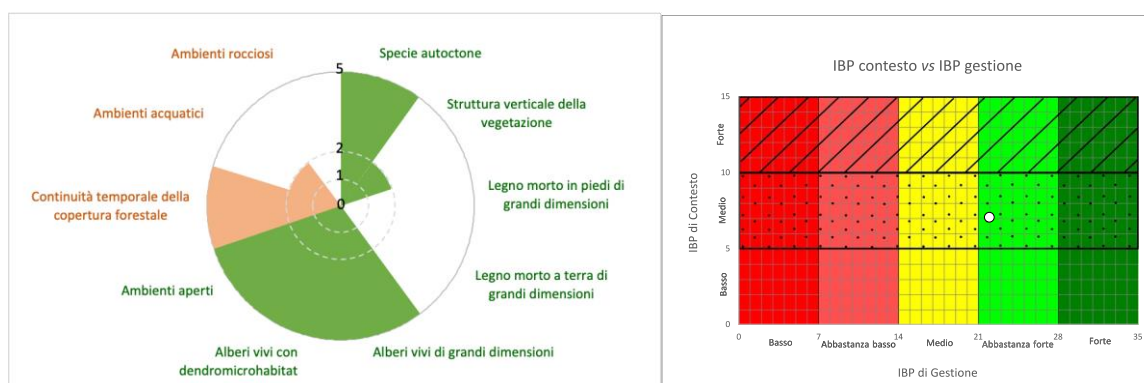 Ambienti rocciosi
5
Specie autoctone
Ambienti acquatici
Struttura verticale della
vegetazione
2
1
0
Continuità temporale della
copertura forestale
Legno morto in piedi di
grandi dimensioni
Ambienti aperti
Legno morto a terra di
grandi dimensioni
Alberi vivi con
dendromicrohabitat
Alberi vivi di grandi dimensioni
IBP contesto vs IBP gestione
IBP di Contesto
15
Forte
10
Medio
5
Basso
0
0 7 14 21 28 35
Basso Abbastanza basso Medio Abbastanza forte Forte
IBP di Gestione